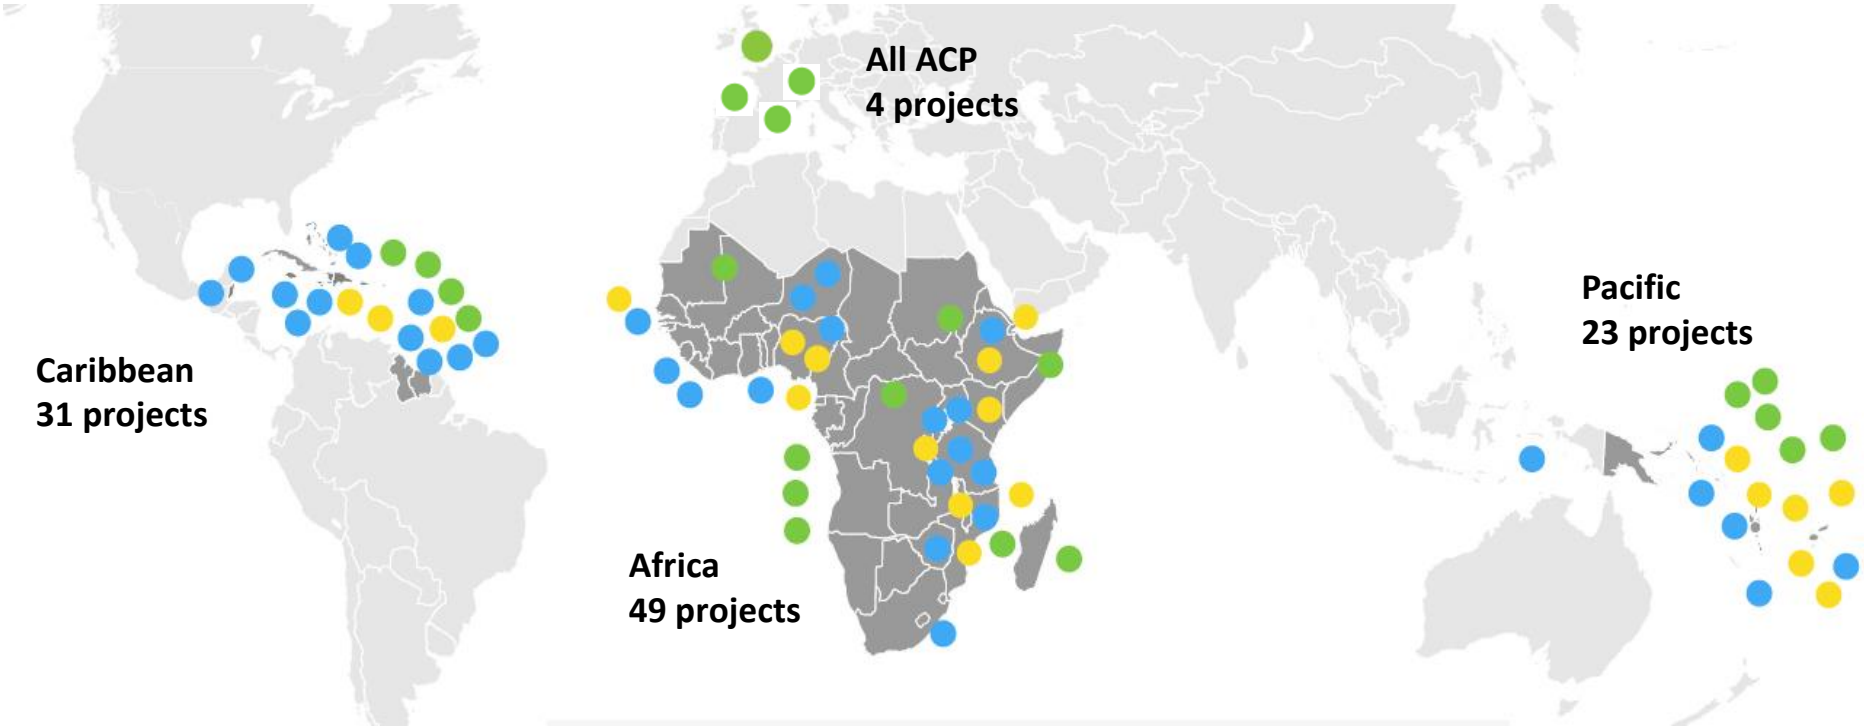 All ACP
4 projects
Pacific
23 projects
Caribbean
31 projects
Africa
49 projects